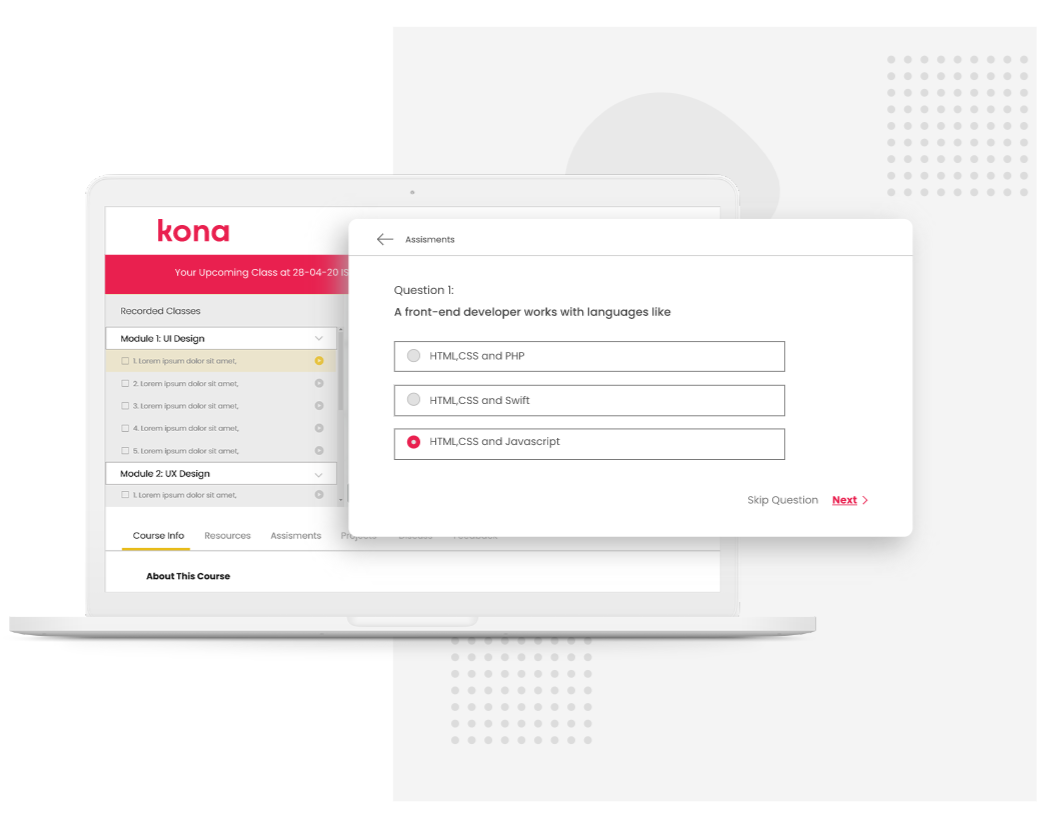 kona
Your Upcoming Class at 28-04-20 IS
Recorded Classes
Module 1: UI Design
1. Lorem ipsum dolor sit amet,
2. Lorem ipsum dolor sit amet,
3. Lorem ipsum dolor sit amet,
4. Lorem ipsum dolor sit amet,
5. Lorem ipsum dolor sit amet,
Module 2: UX Design
1. Lorem ipsum dolor sit amet,
Course Info Resources Assisments
About This Course
Assisments
Question 1:
A front-end developer works with languages like
HTML,CSS and PHP
HTML,CSS and Swift
HTML,CSS and Javascript
Skip Question Next >